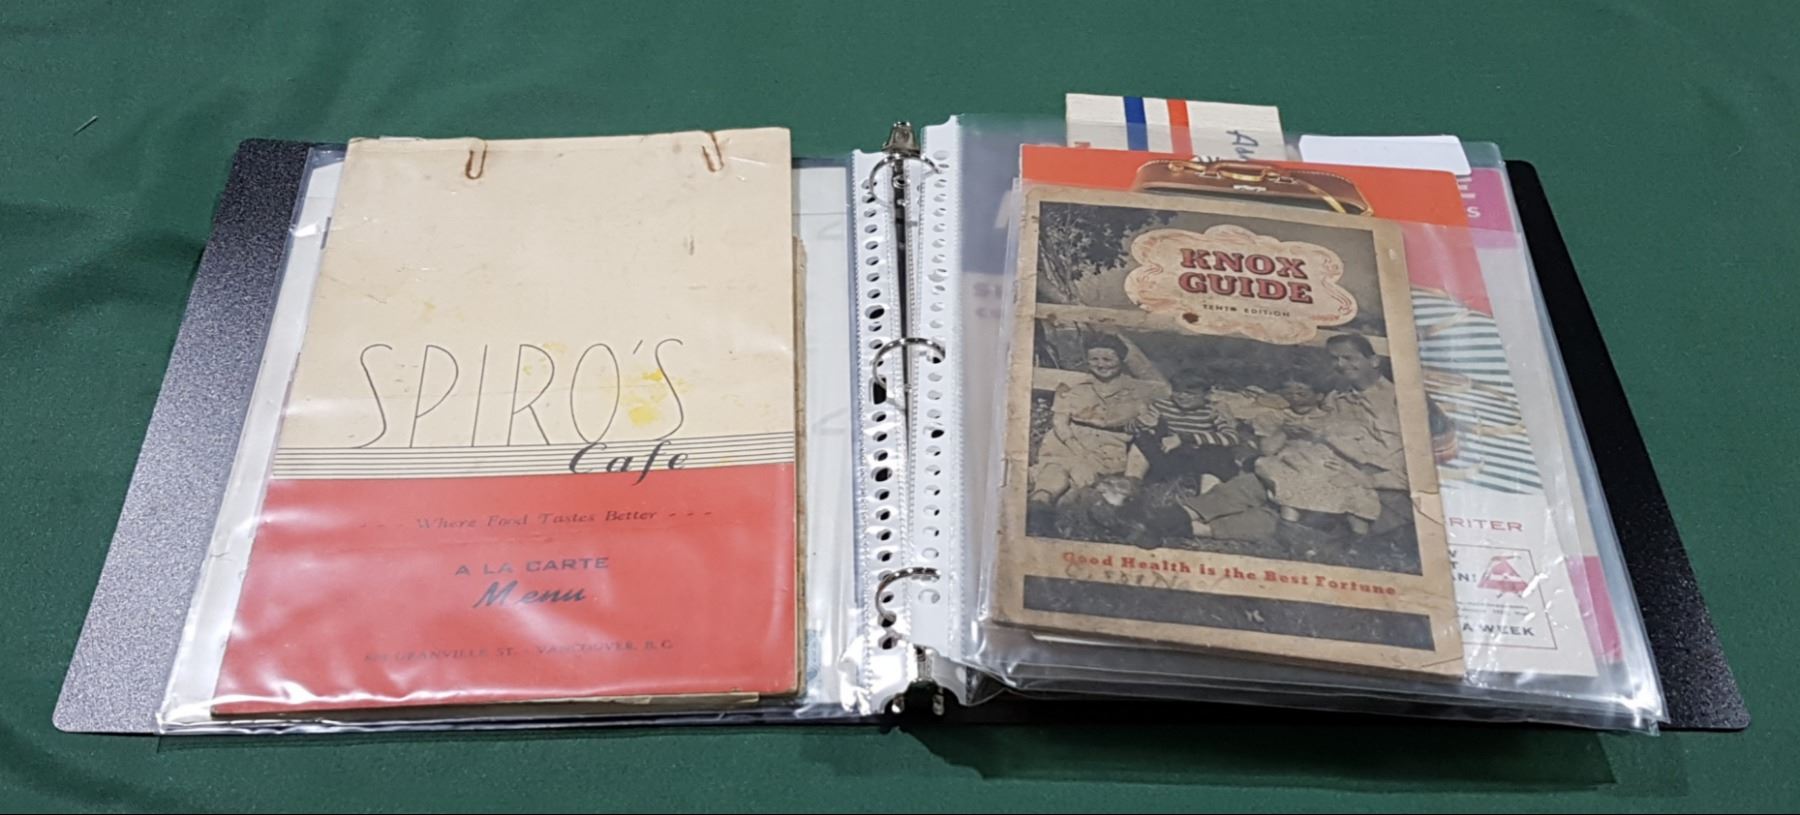 SPIRO'S
Cafe
- - - Where Food Tastes Better - - -
A LA CARTE
Menu
GRANVILLE ST. - VANCOUVER, B.C.
KNOX
GUIDE
TENTH EDITION
Good Health is the Best Fortune
RITER
A WEEK